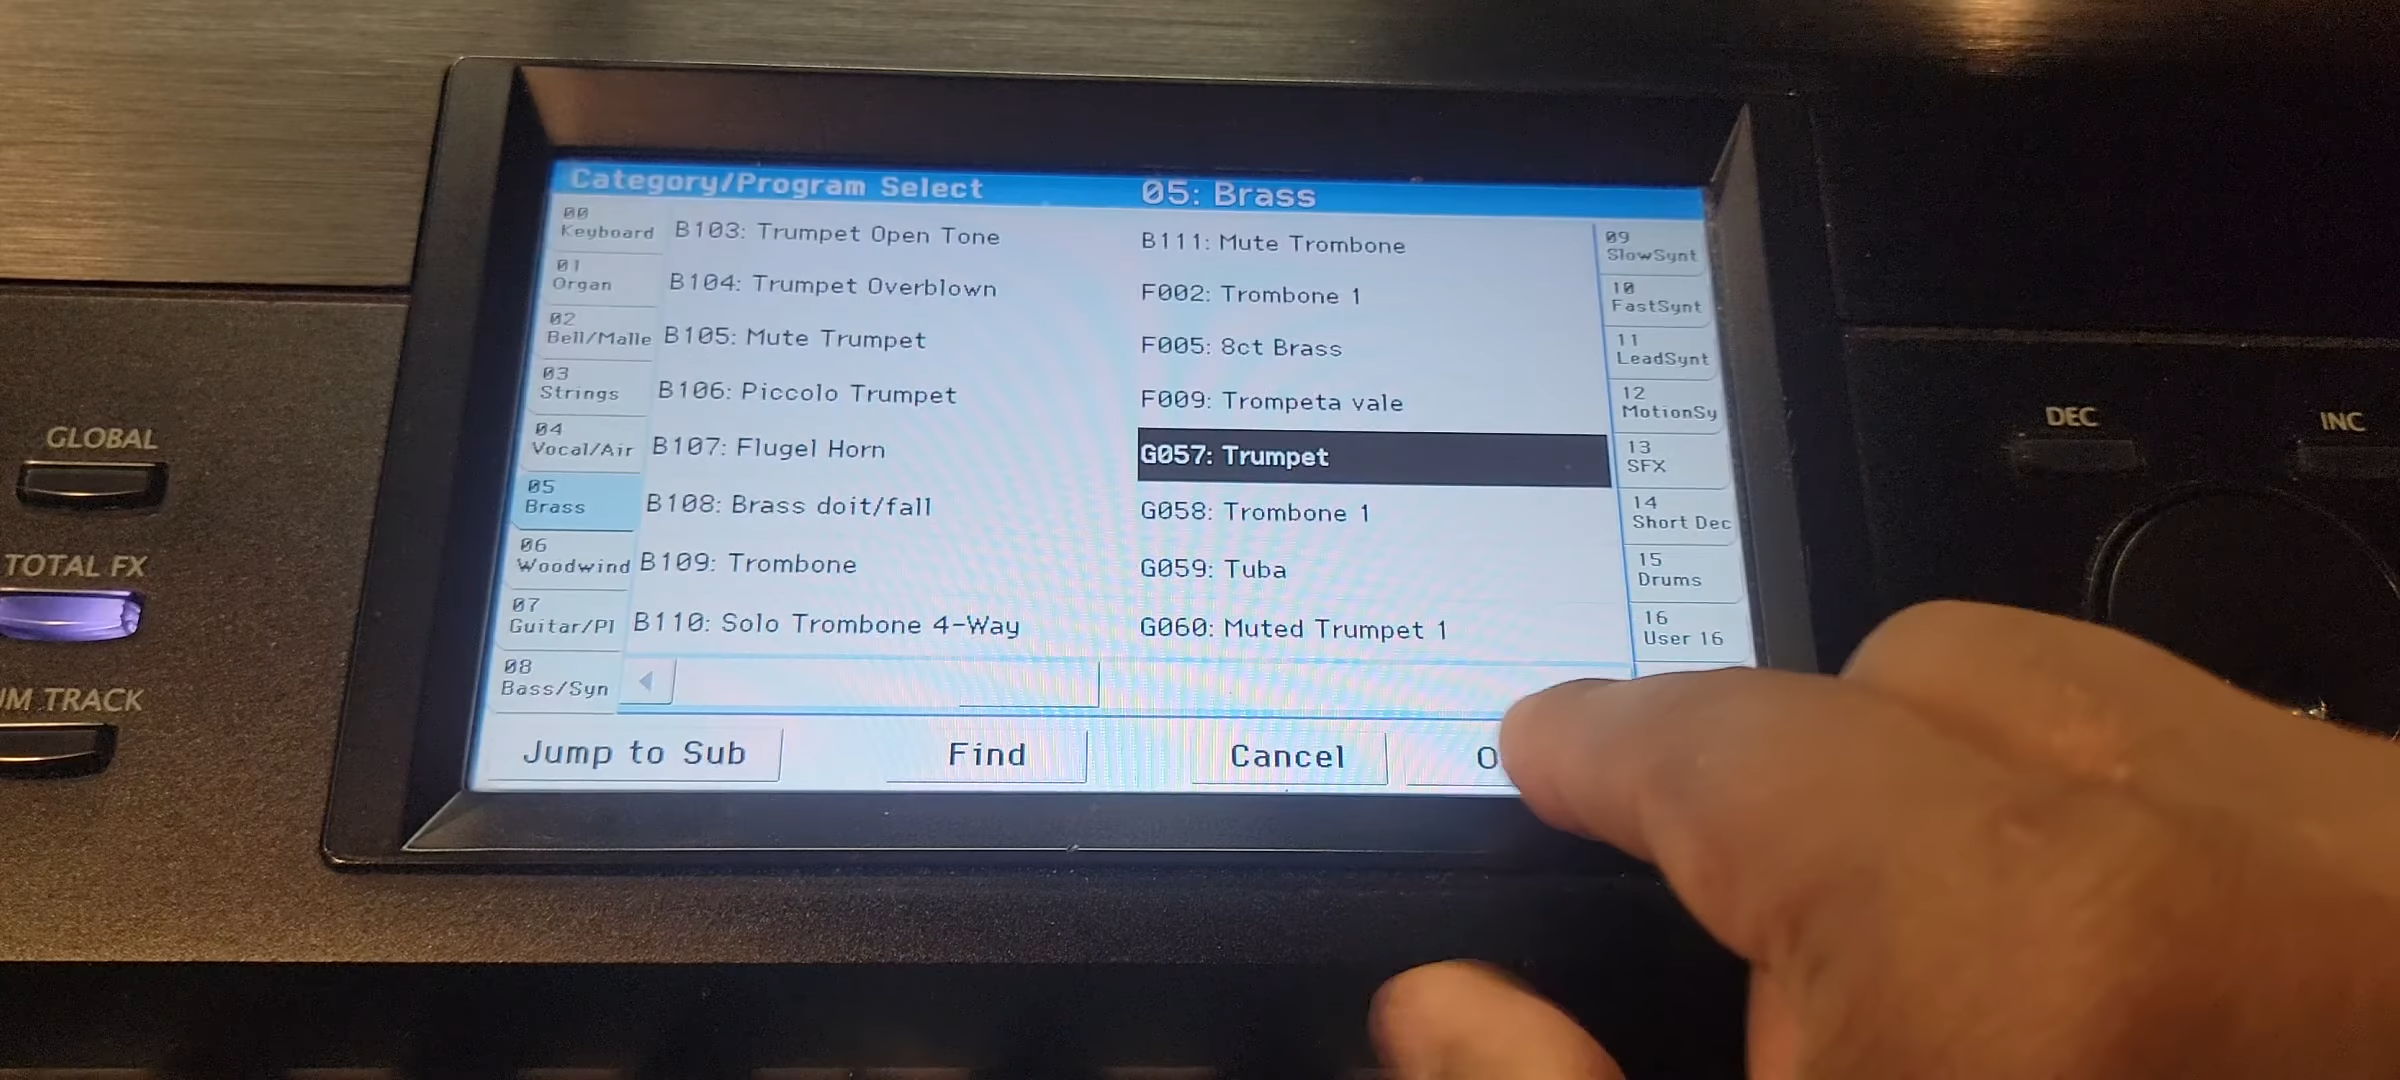 Category/Program Select
05: Brass
00
Keyboard
01
Organ
02
Bell/Malle
03
Strings
04
Vocal/Air
05
Brass
06
Woodwind
07
Guitar/Pl
08
Bass/Syn
B103: Trumpet Open Tone
B104: Trumpet Overblown
B105: Mute Trumpet
B106: Piccolo Trumpet
B107: Flugel Horn
B108: Brass doit/fall
B109: Trombone
B110: Solo Trombone 4-Way
B111: Mute Trombone
F002: Trombone 1
F005: 8ct Brass
F009: Trompeta vale
G057: Trumpet
G058: Trombone 1
G059: Tuba
G060: Muted Trumpet 1
09
SlowSynt
10
FastSynt
11
LeadSynt
12
MotionSy
13
SFX
14
Short Dec
15
Drums
16
User 16
Jump to Sub
Find
Cancel
O
GLOBAL
TOTAL FX
UM TRACK
DEC
INC